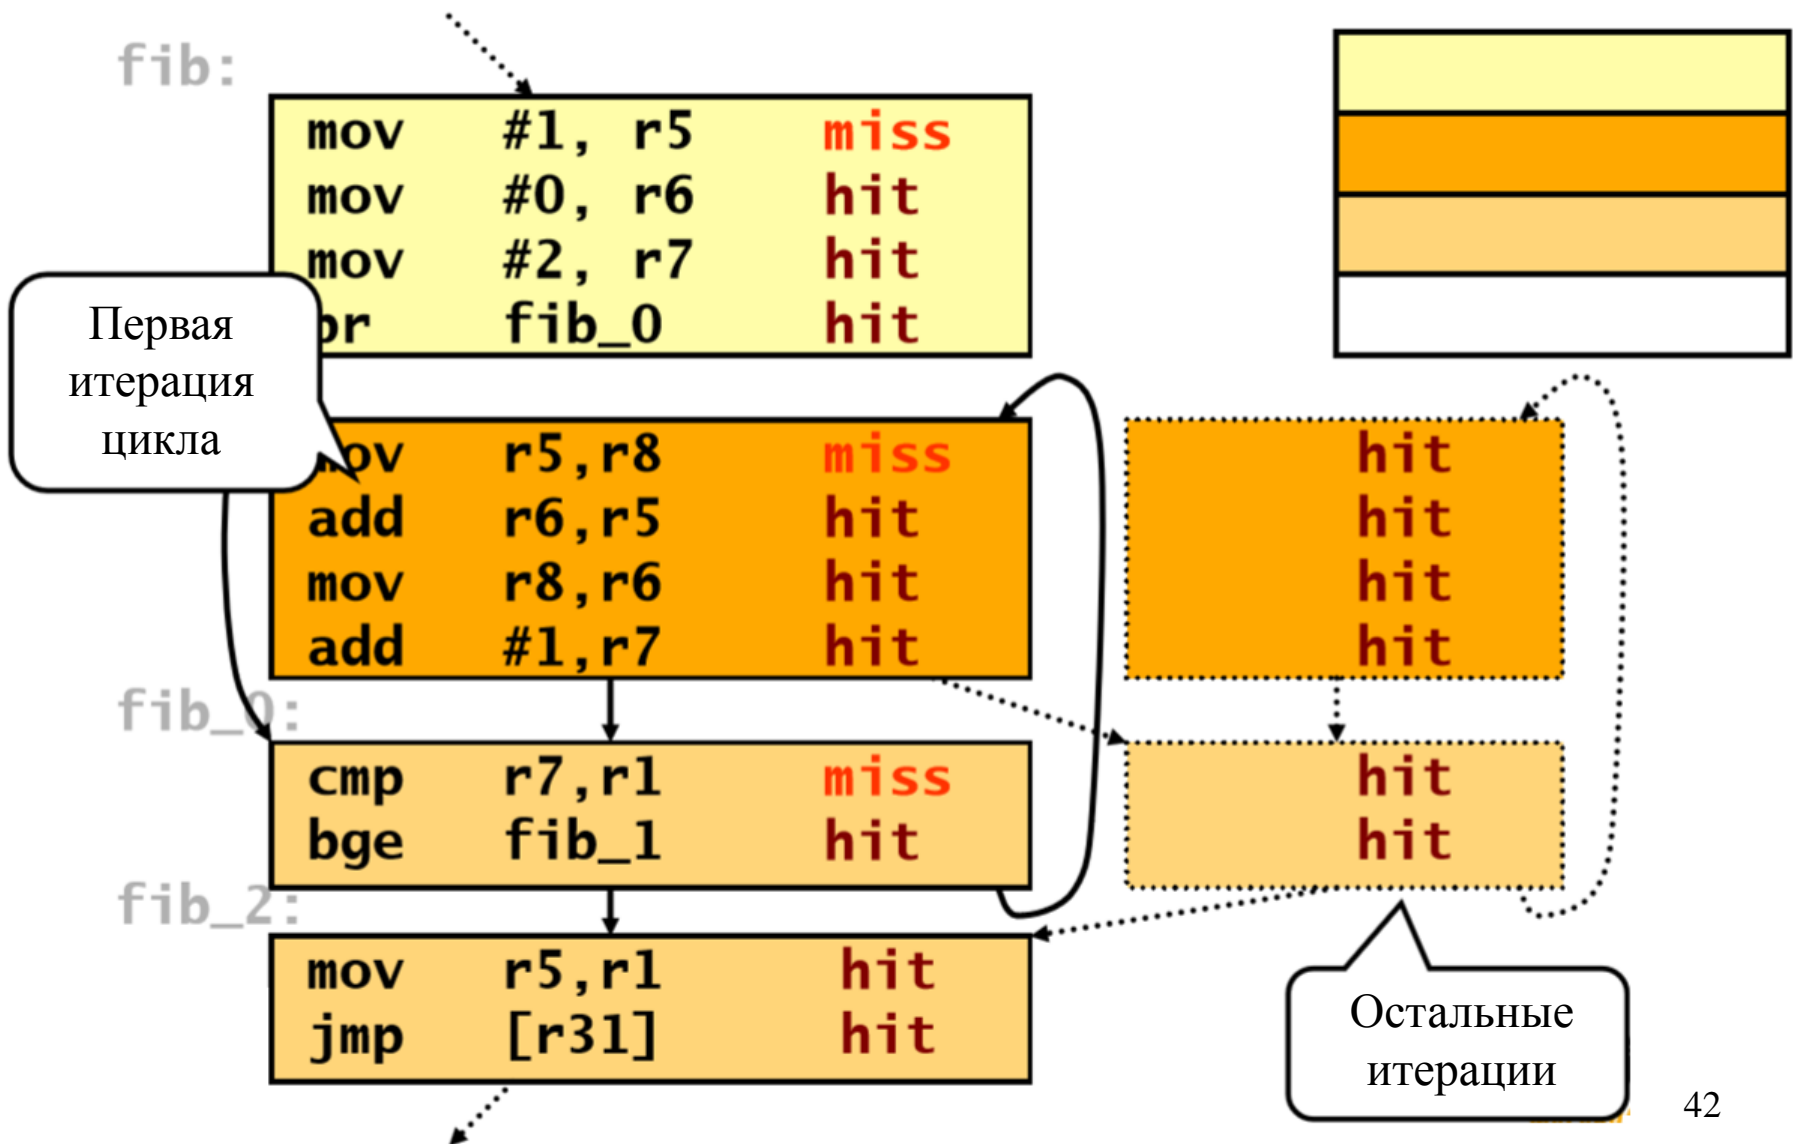 fib:
mov #1, r5 miss
mov #0, r6 hit
mov #2, r7 hit
br fib_0 hit
Первая
итерация
цикла
mov r5,r8 miss hit
add r6,r5 hit hit
mov r8,r6 hit hit
add #1,r7 hit hit
fib_0:
cmp r7,r1 miss hit
bge fib_1 hit hit
fib_2:
mov r5,r1 hit
jmp [r31] hit
Остальные
итерации
42